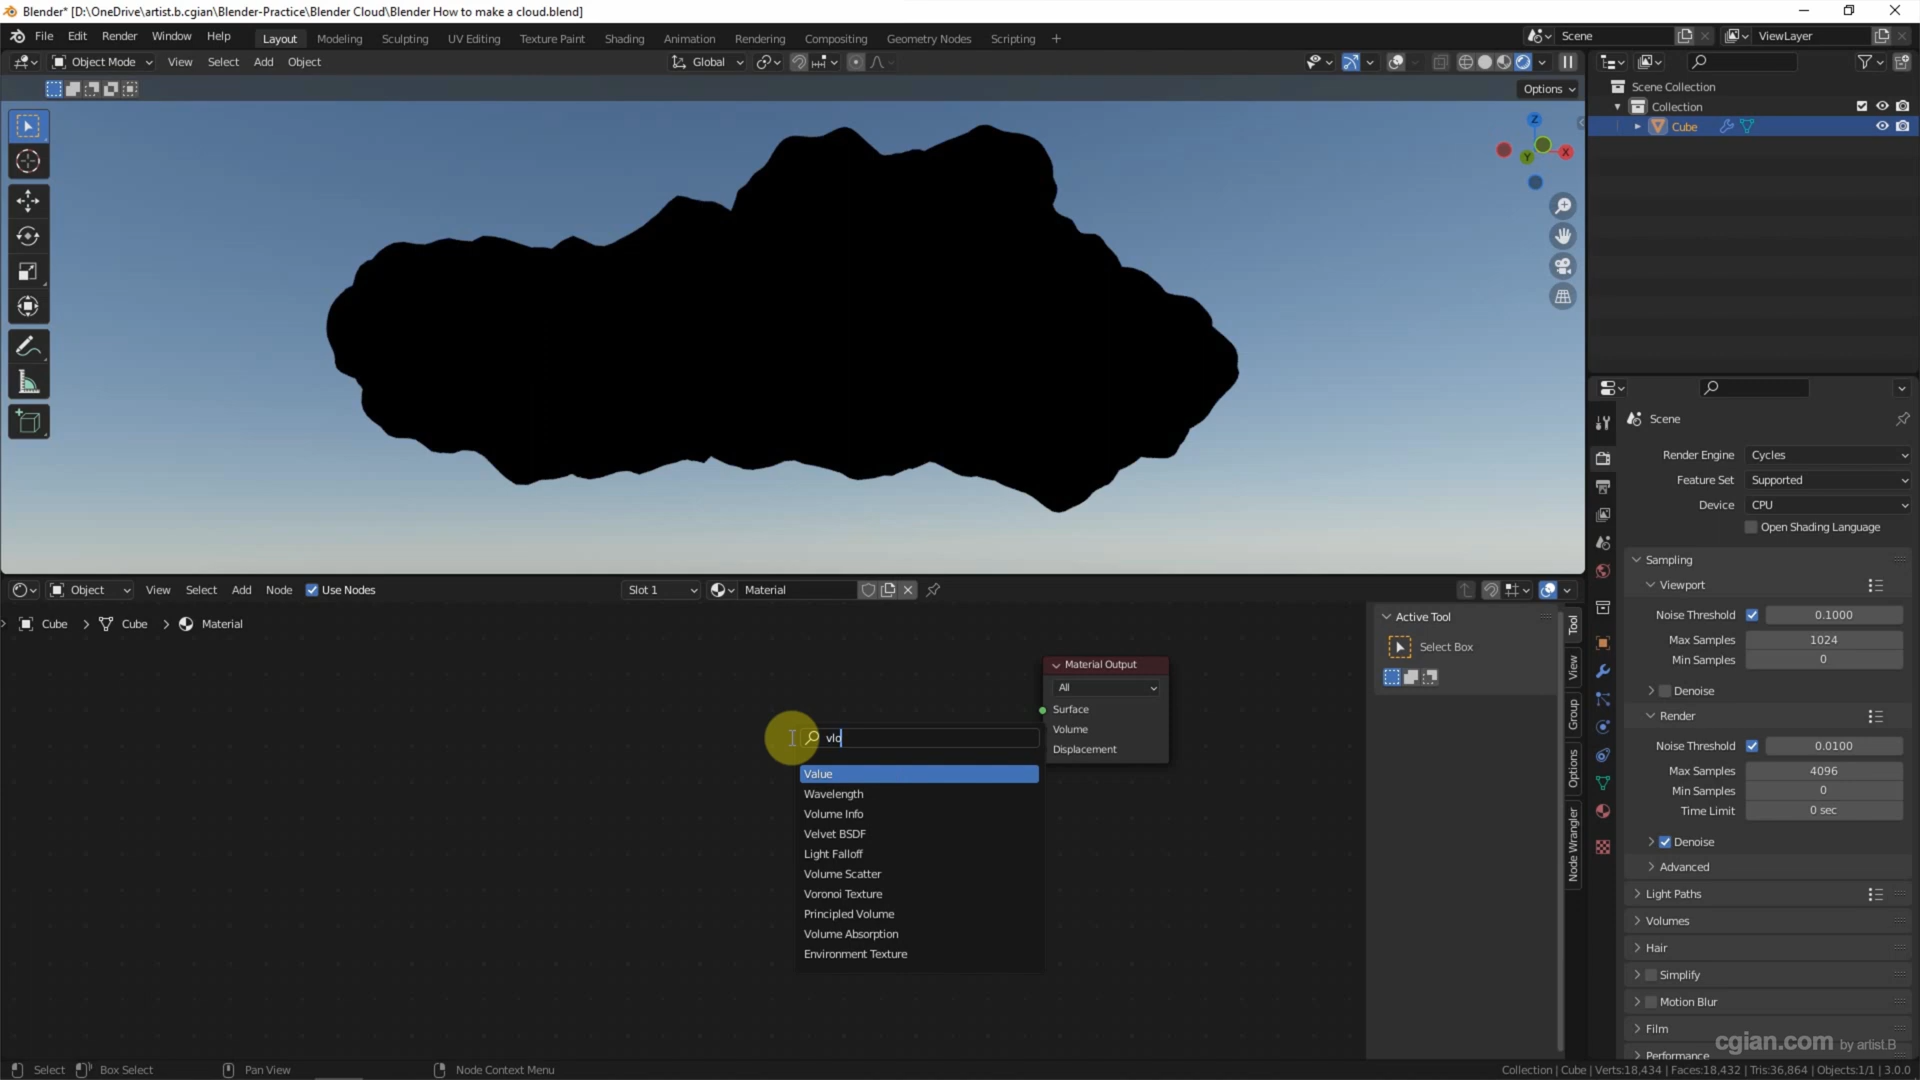 Blender* [D:\OneDrive\artist.b.cgian\Blender-Practice\Blender Cloud\Blender How to make a cloud.blend]
File Edit Render Window Help Layout Modeling Sculpting UV Editing Texture Paint Shading Animation Rendering Compositing Geometry Nodes Scripting + Scene ViewLayer
Object Mode View Select Add Object Global
Options
Scene Collection
Collection
Cube
Z
X
Y
Scene
Render Engine Cycles
Feature Set Supported
Device CPU
Open Shading Language
Sampling
Viewport
Noise Threshold 0.1000
Max Samples 1024
Min Samples 0
Denoise
Render
Noise Threshold 0.0100
Max Samples 4096
Min Samples 0
Time Limit 0 sec
Denoise
Advanced
Light Paths
Volumes
Hair
Simplify
Motion Blur
Film
Performance
Object View Select Add Node Use Nodes Slot 1 Material
Cube > Cube > Material
Material Output
All
Surface
Volume
Displacement
vlo
Value
Wavelength
Volume Info
Velvet BSDF
Light Falloff
Volume Scatter
Voronoi Texture
Principled Volume
Volume Absorption
Environment Texture
Active Tool
Select Box
Tool
View
Group
Options
Node Wrangler
cgian.com by artist.B
Select Box Select Pan View Node Context Menu Collection | Cube | Verts:18,434 | Faces:18,432 | Tris:36,864 | Objects:1/1 | 3.0.0